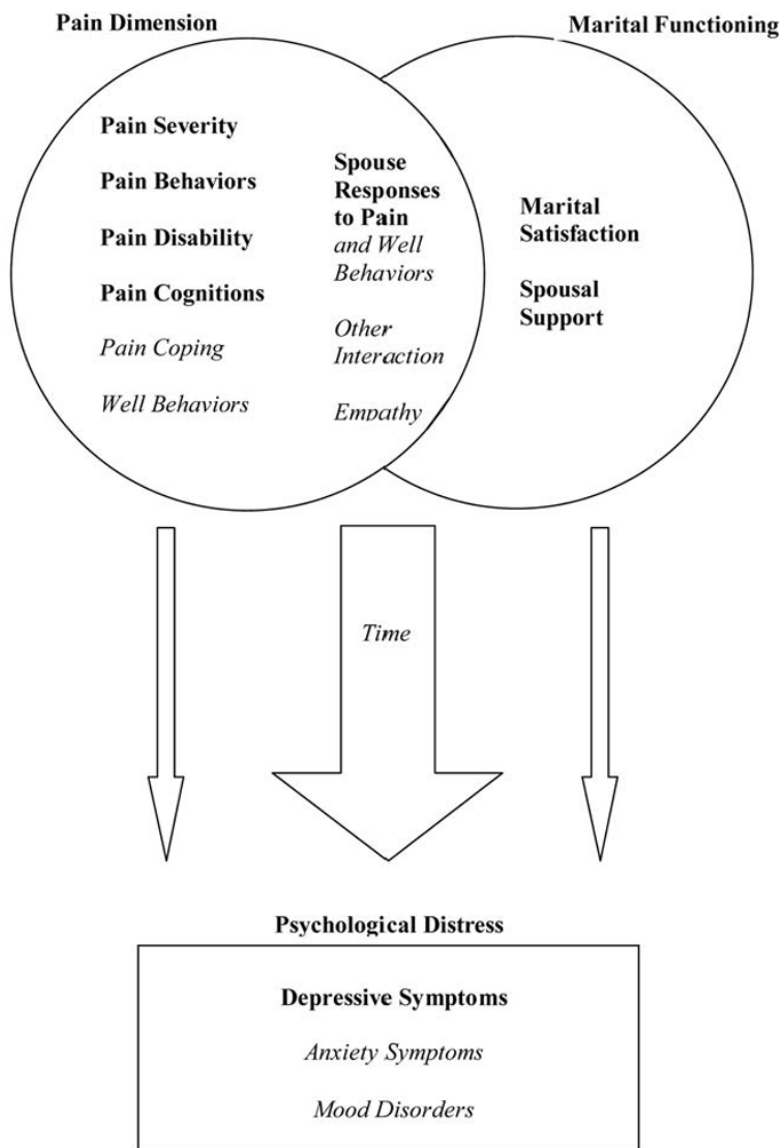 Pain Dimension
Marital Functioning
Pain Severity
Pain Behaviors
Pain Disability
Pain Cognitions
Pain Coping
Well Behaviors
Spouse
Responses
to Pain
and Well
Behaviors
Other
Interaction
Empathy
Marital
Satisfaction
Spousal
Support
Time
Psychological Distress
Depressive Symptoms
Anxiety Symptoms
Mood Disorders